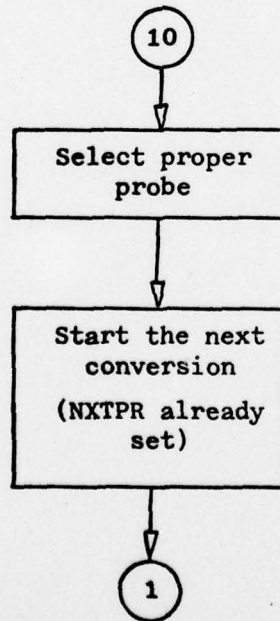 10
Select proper
probe
Start the next
conversion
(NXTPR already
set)
1